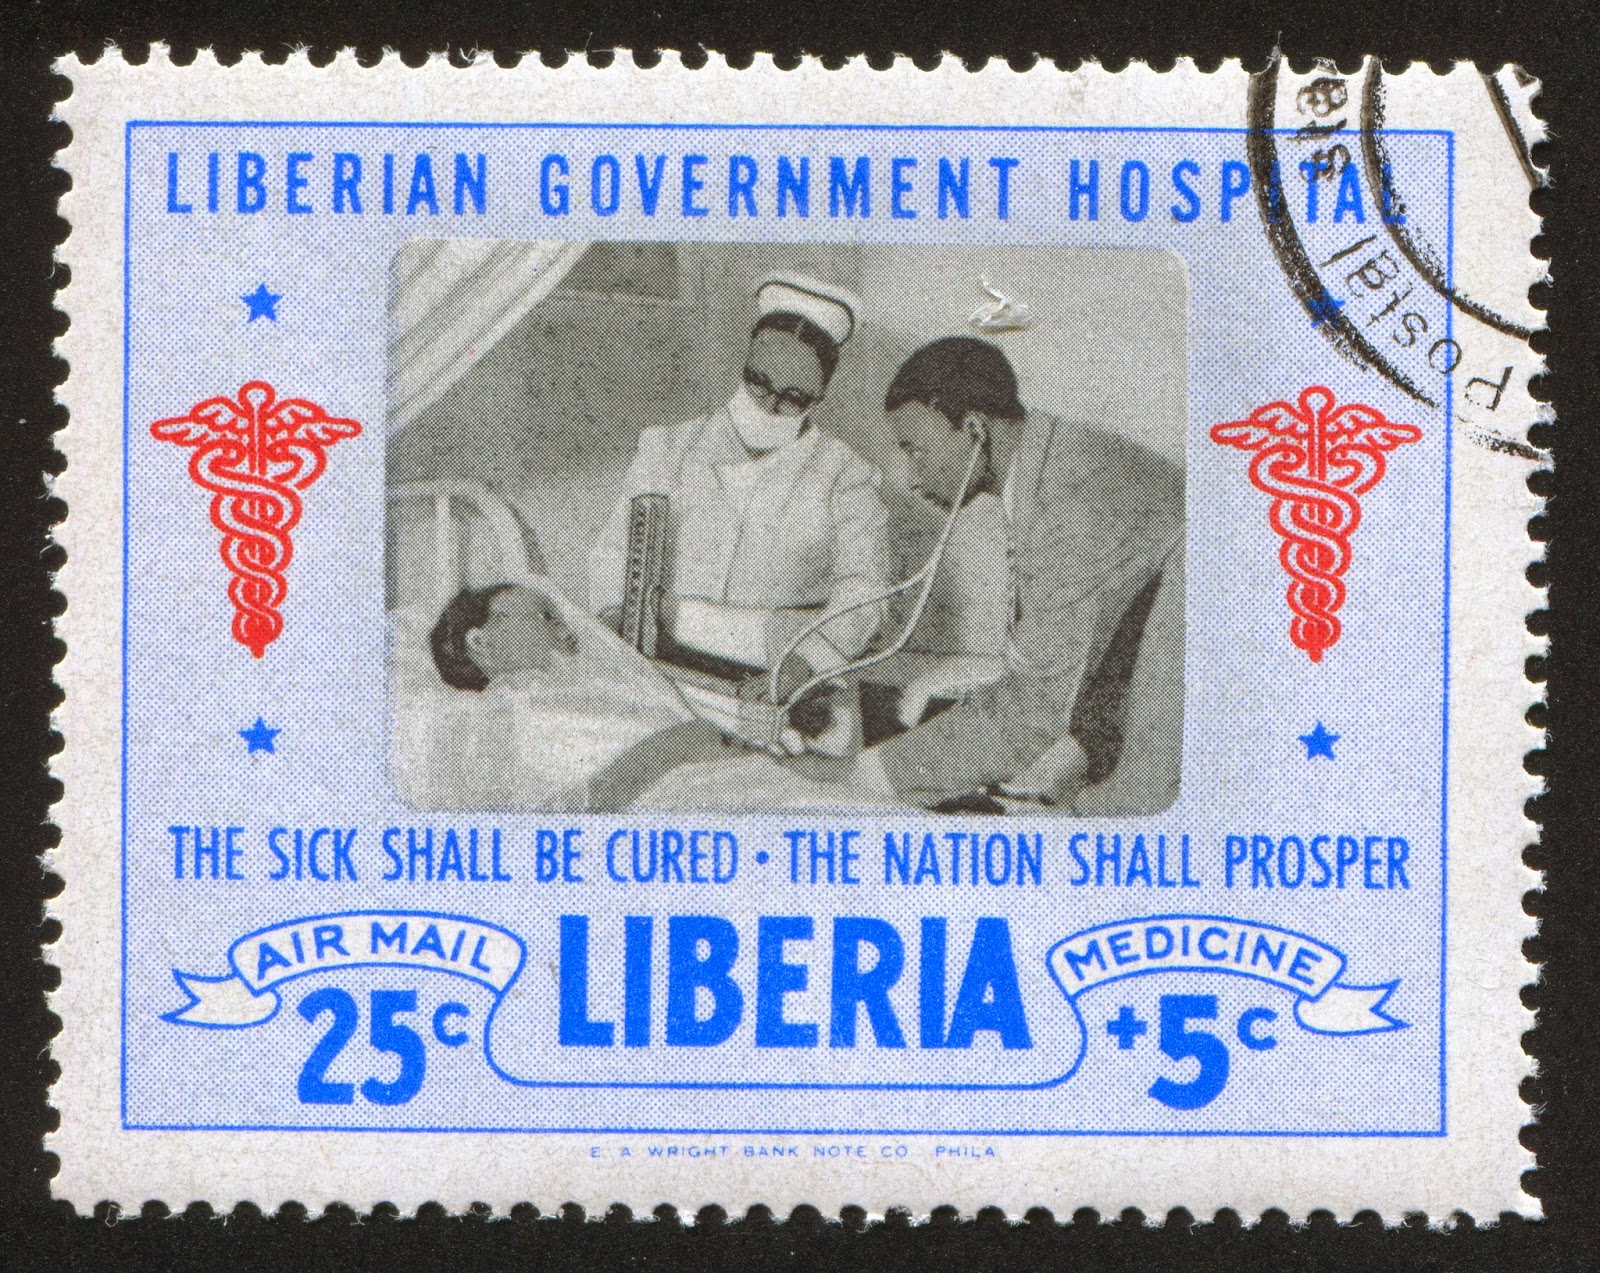 LIBERIAN GOVERNMENT HOSPITAL
Postal
THE SICK SHALL BE CURED • THE NATION SHALL PROSPER
AIR MAIL
25c
LIBERIA
MEDICINE
+5c
E. A. WRIGHT BANK NOTE CO. PHILA.